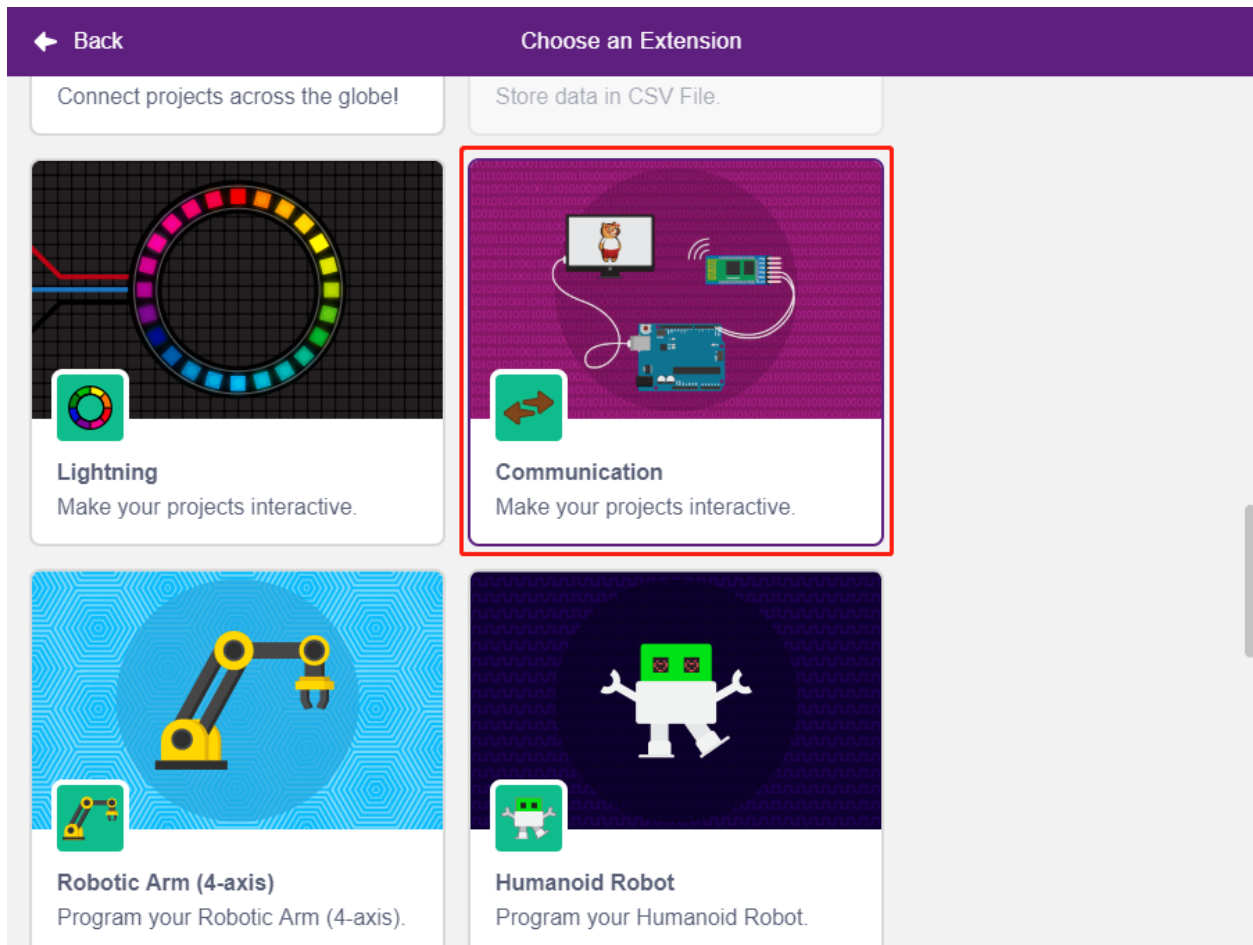 Back
Choose an Extension
Connect projects across the globe!
Store data in CSV File.
Lightning
Make your projects interactive.
Communication
Make your projects interactive.
Robotic Arm (4-axis)
Program your Robotic Arm (4-axis).
Humanoid Robot
Program your Humanoid Robot.